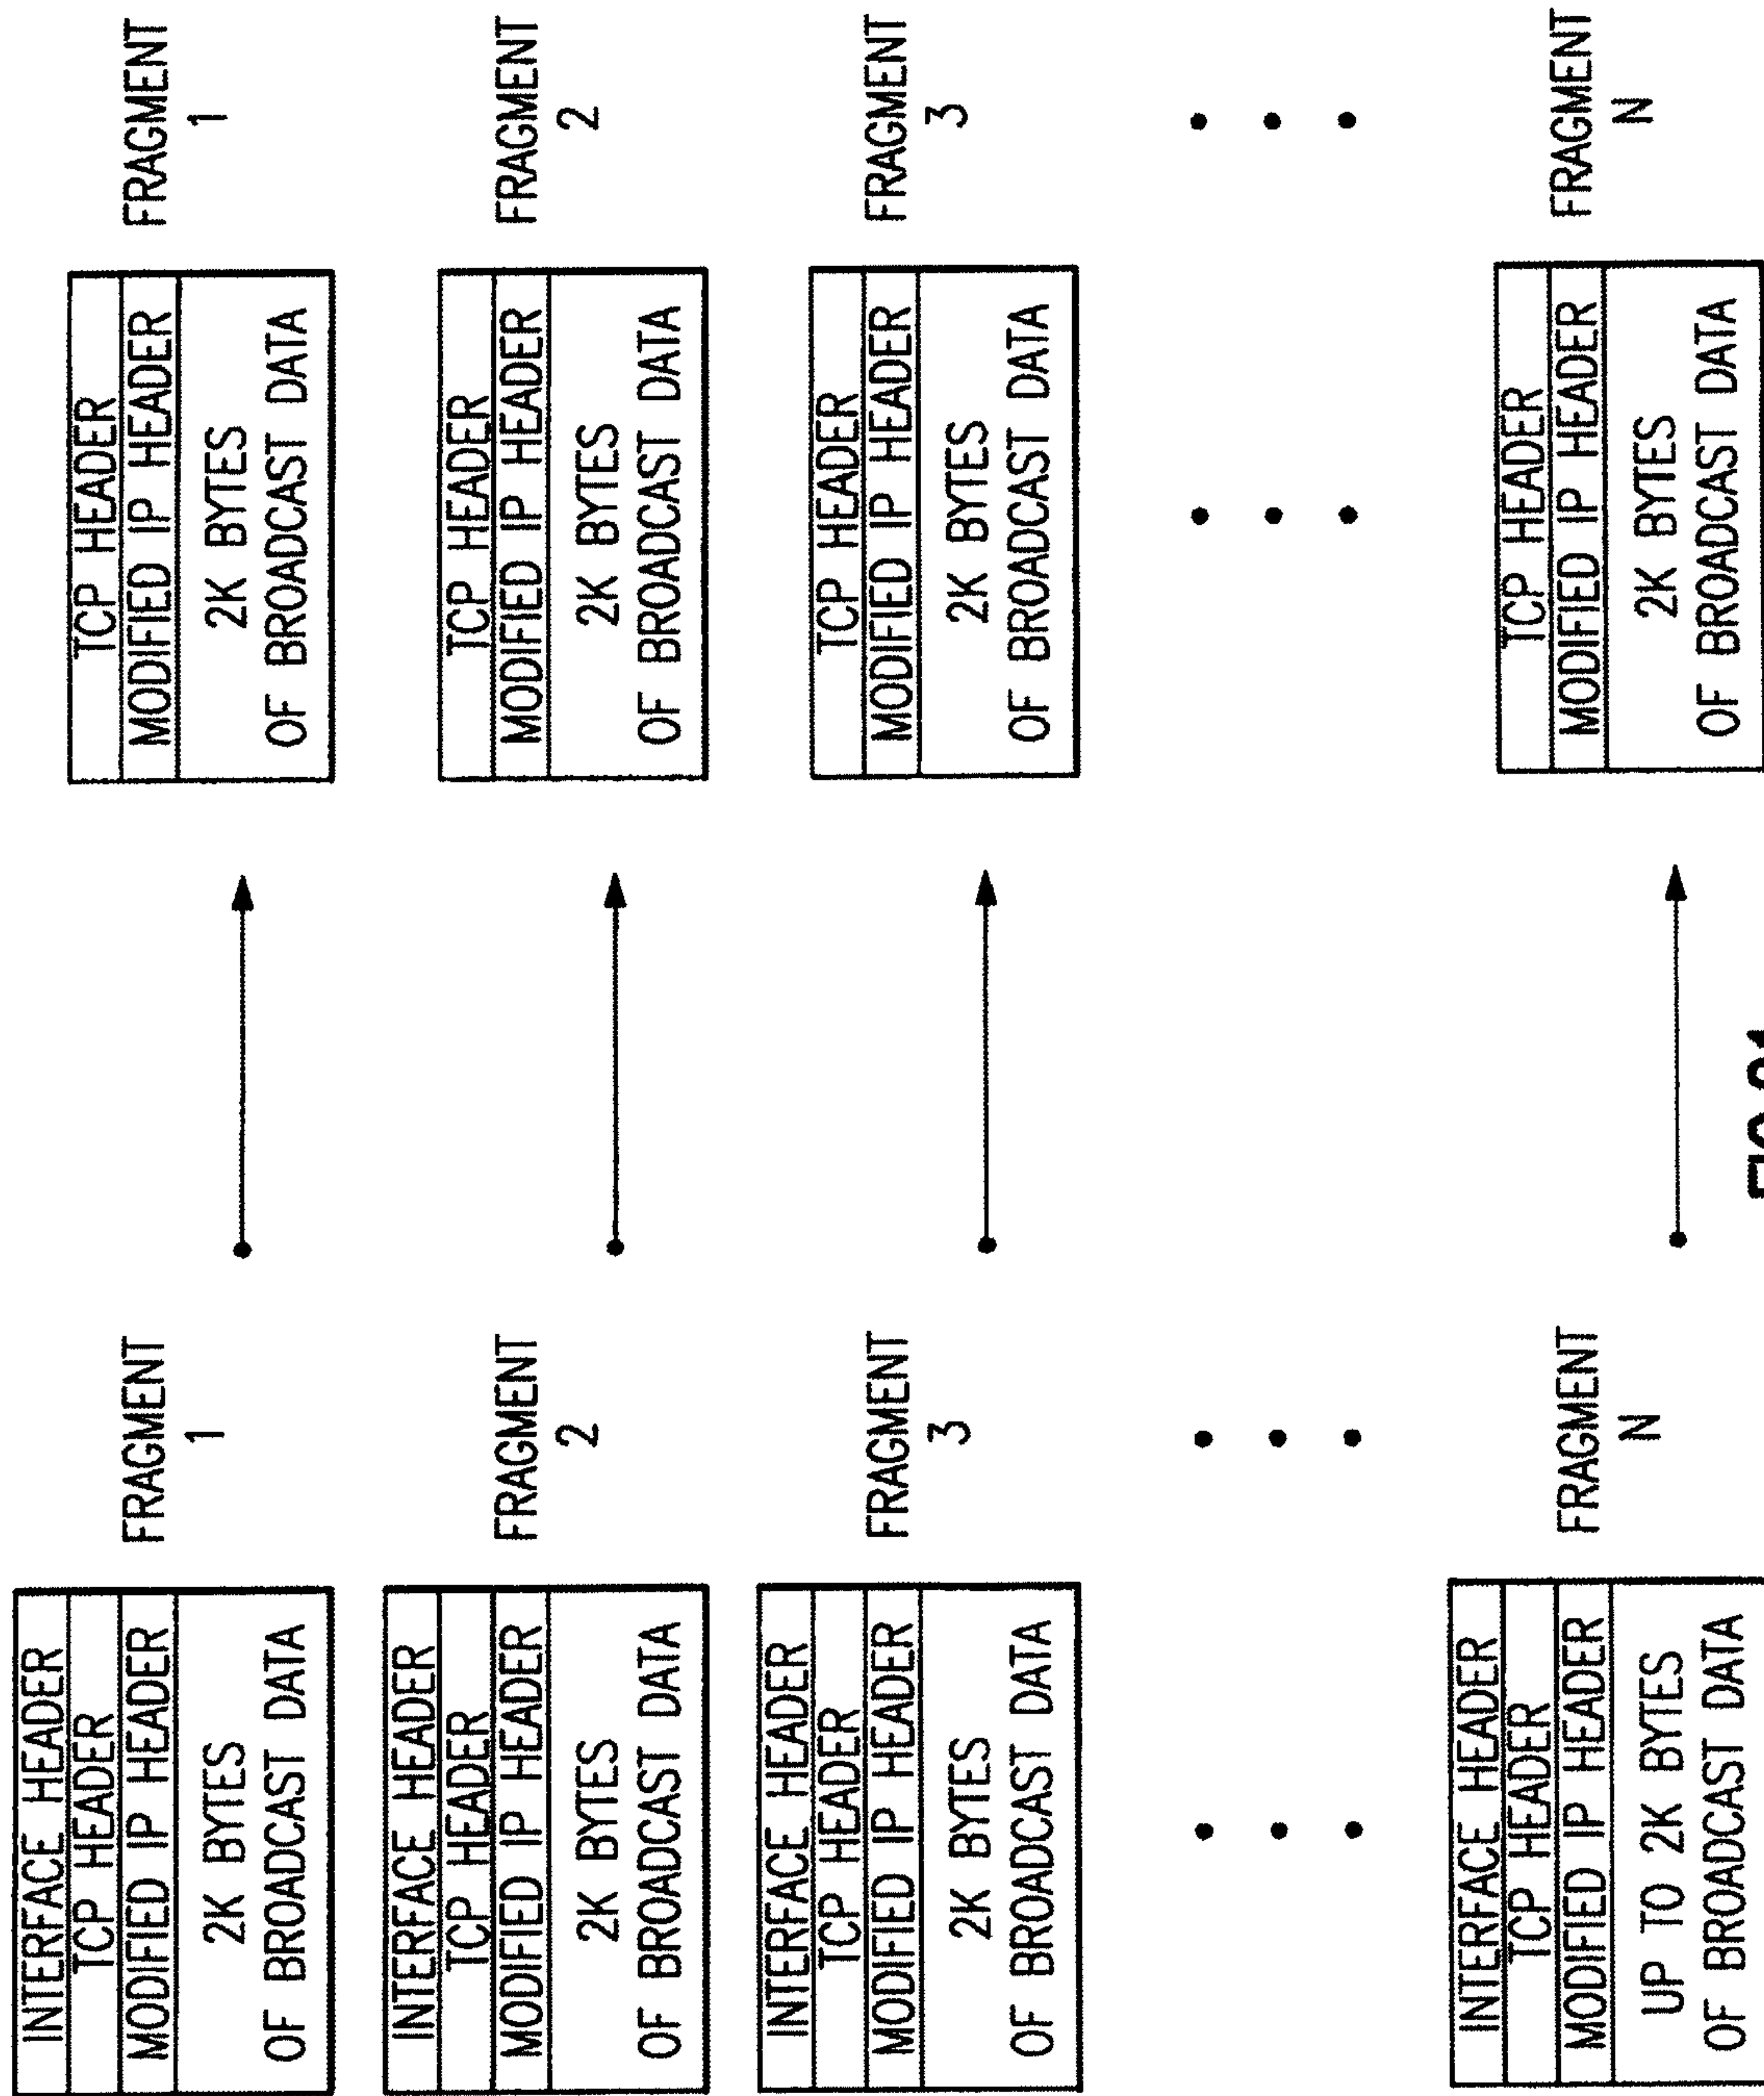 INTERFACE HEADER
TCP HEADER
MODIFIED IP HEADER
2K BYTES
OF BROADCAST DATA
FRAGMENT
1
TCP HEADER
MODIFIED IP HEADER
2K BYTES
OF BROADCAST DATA
FRAGMENT
1
INTERFACE HEADER
TCP HEADER
MODIFIED IP HEADER
2K BYTES
OF BROADCAST DATA
FRAGMENT
2
TCP HEADER
MODIFIED IP HEADER
2K BYTES
OF BROADCAST DATA
FRAGMENT
2
INTERFACE HEADER
TCP HEADER
MODIFIED IP HEADER
2K BYTES
OF BROADCAST DATA
FRAGMENT
3
TCP HEADER
MODIFIED IP HEADER
2K BYTES
OF BROADCAST DATA
FRAGMENT
3
INTERFACE HEADER
TCP HEADER
MODIFIED IP HEADER
UP TO 2K BYTES
OF BROADCAST DATA
FRAGMENT
N
TCP HEADER
MODIFIED IP HEADER
2K BYTES
OF BROADCAST DATA
FRAGMENT
N